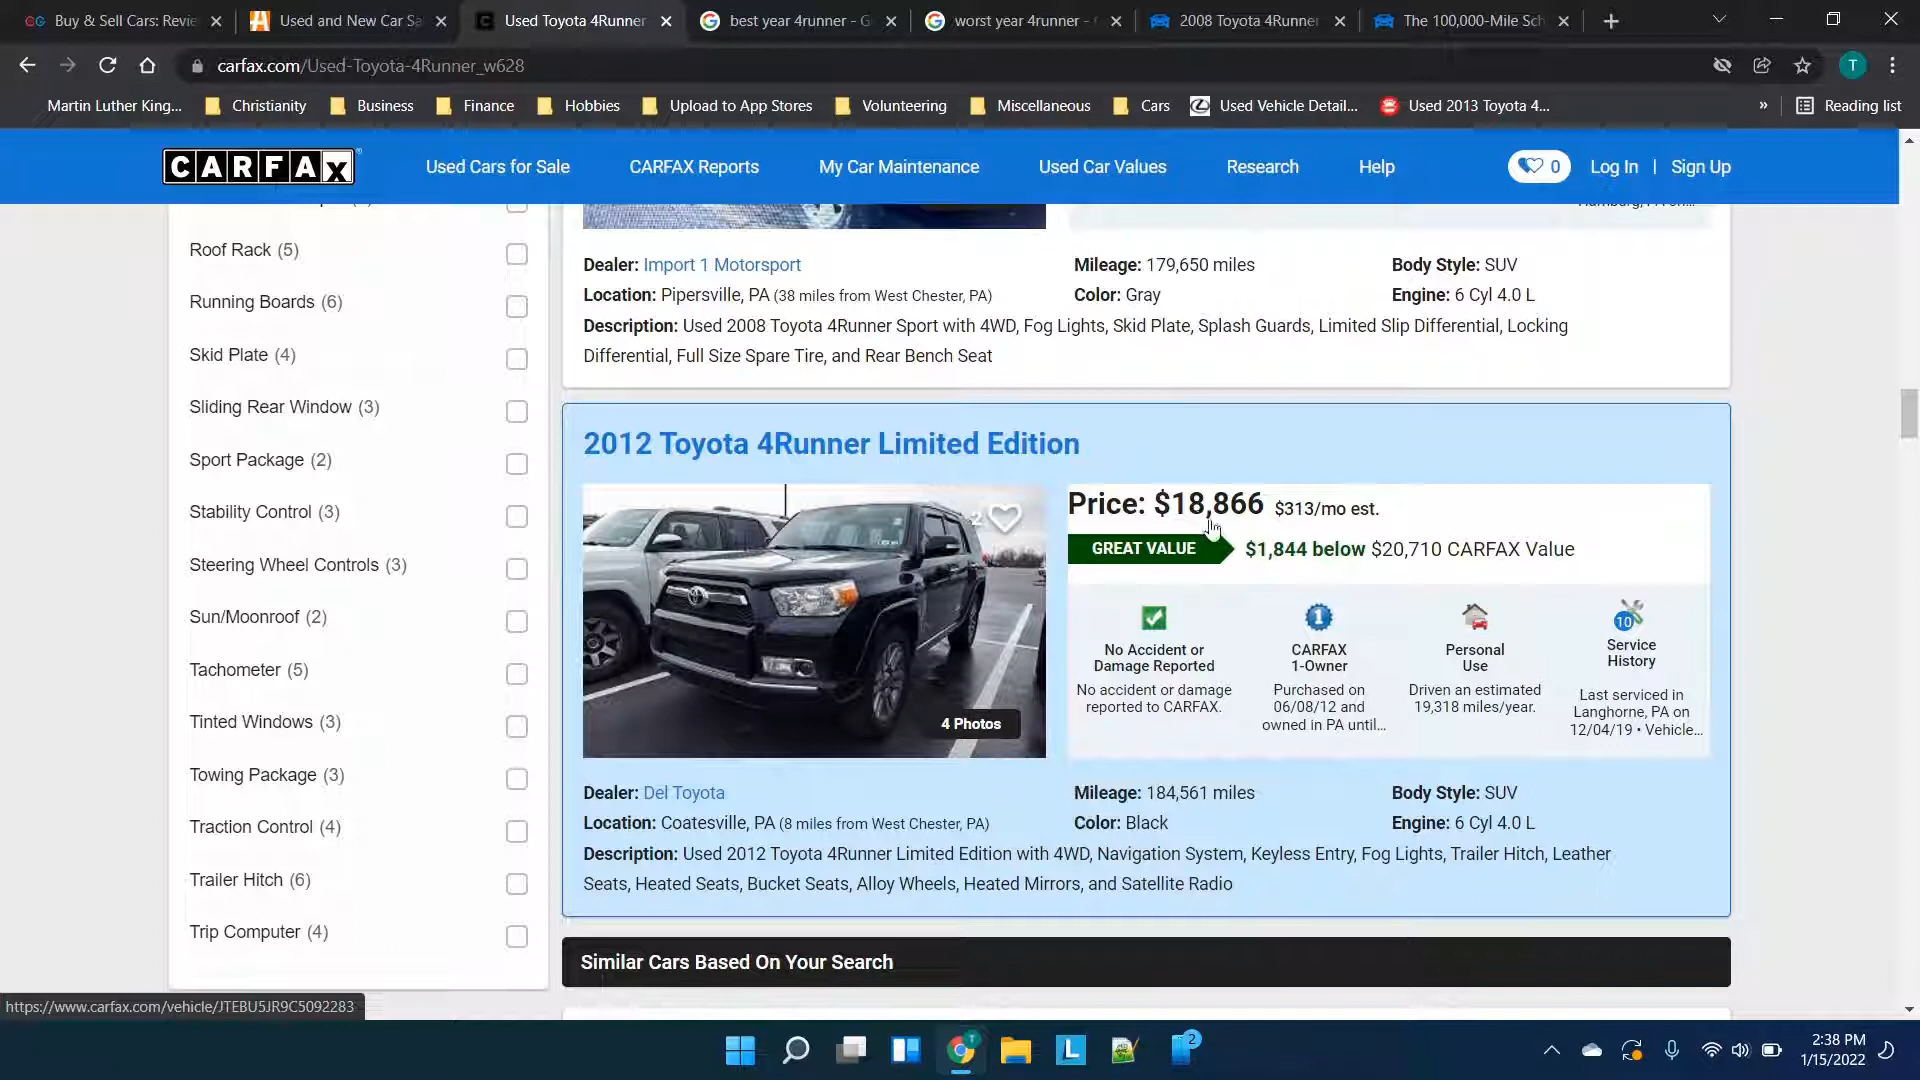 Buy & Sell Cars: Revie
Used and New Car Sa
Used Toyota 4Runner
best year 4runner - G
worst year 4runner -
2008 Toyota 4Runner
The 100,000-Mile Sch
carfax.com/Used-Toyota-4Runner_w628
T
Martin Luther King...
Christianity
Business
Finance
Hobbies
Upload to App Stores
Volunteering
Miscellaneous
Cars
Used Vehicle Detail...
Used 2013 Toyota 4...
»
Reading list
CARFAX
Used Cars for Sale
CARFAX Reports
My Car Maintenance
Used Car Values
Research
Help
0
Log In | Sign Up
Roof Rack (5)
Running Boards (6)
Skid Plate (4)
Sliding Rear Window (3)
Sport Package (2)
Stability Control (3)
Steering Wheel Controls (3)
Sun/Moonroof (2)
Tachometer (5)
Tinted Windows (3)
Towing Package (3)
Traction Control (4)
Trailer Hitch (6)
Trip Computer (4)
Dealer: Import 1 Motorsport
Mileage: 179,650 miles
Body Style: SUV
Location: Pipersville, PA (38 miles from West Chester, PA)
Color: Gray
Engine: 6 Cyl 4.0 L
Description: Used 2008 Toyota 4Runner Sport with 4WD, Fog Lights, Skid Plate, Splash Guards, Limited Slip Differential, Locking
Differential, Full Size Spare Tire, and Rear Bench Seat
2012 Toyota 4Runner Limited Edition
2
4 Photos
Price: $18,866 $313/mo est.
GREAT VALUE
$1,844 below $20,710 CARFAX Value
No Accident or
Damage Reported
No accident or damage
reported to CARFAX.
1
CARFAX
1-Owner
Purchased on
06/08/12 and
owned in PA until...
Personal
Use
Driven an estimated
19,318 miles/year.
10
Service
History
Last serviced in
Langhorne, PA on
12/04/19 • Vehicle...
Dealer: Del Toyota
Mileage: 184,561 miles
Body Style: SUV
Location: Coatesville, PA (8 miles from West Chester, PA)
Color: Black
Engine: 6 Cyl 4.0 L
Description: Used 2012 Toyota 4Runner Limited Edition with 4WD, Navigation System, Keyless Entry, Fog Lights, Trailer Hitch, Leather
Seats, Heated Seats, Bucket Seats, Alloy Wheels, Heated Mirrors, and Satellite Radio
Similar Cars Based On Your Search
https://www.carfax.com/vehicle/JTEBU5JR9C5092283
L
2
2:38 PM
1/15/2022